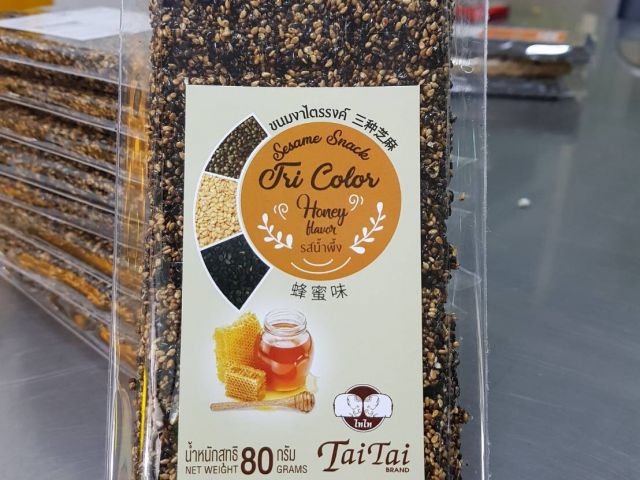 ขนมงาไตรรงค์ 三种芝麻
Sesame Snack
Tri Color
Honey
flavor
รสน้ำผึ้ง
蜂蜜味
ไทไท
น้ำหนักสุทธิ 80 กรัม
NET WEIGHT GRAMS
TaiTai
BRAND